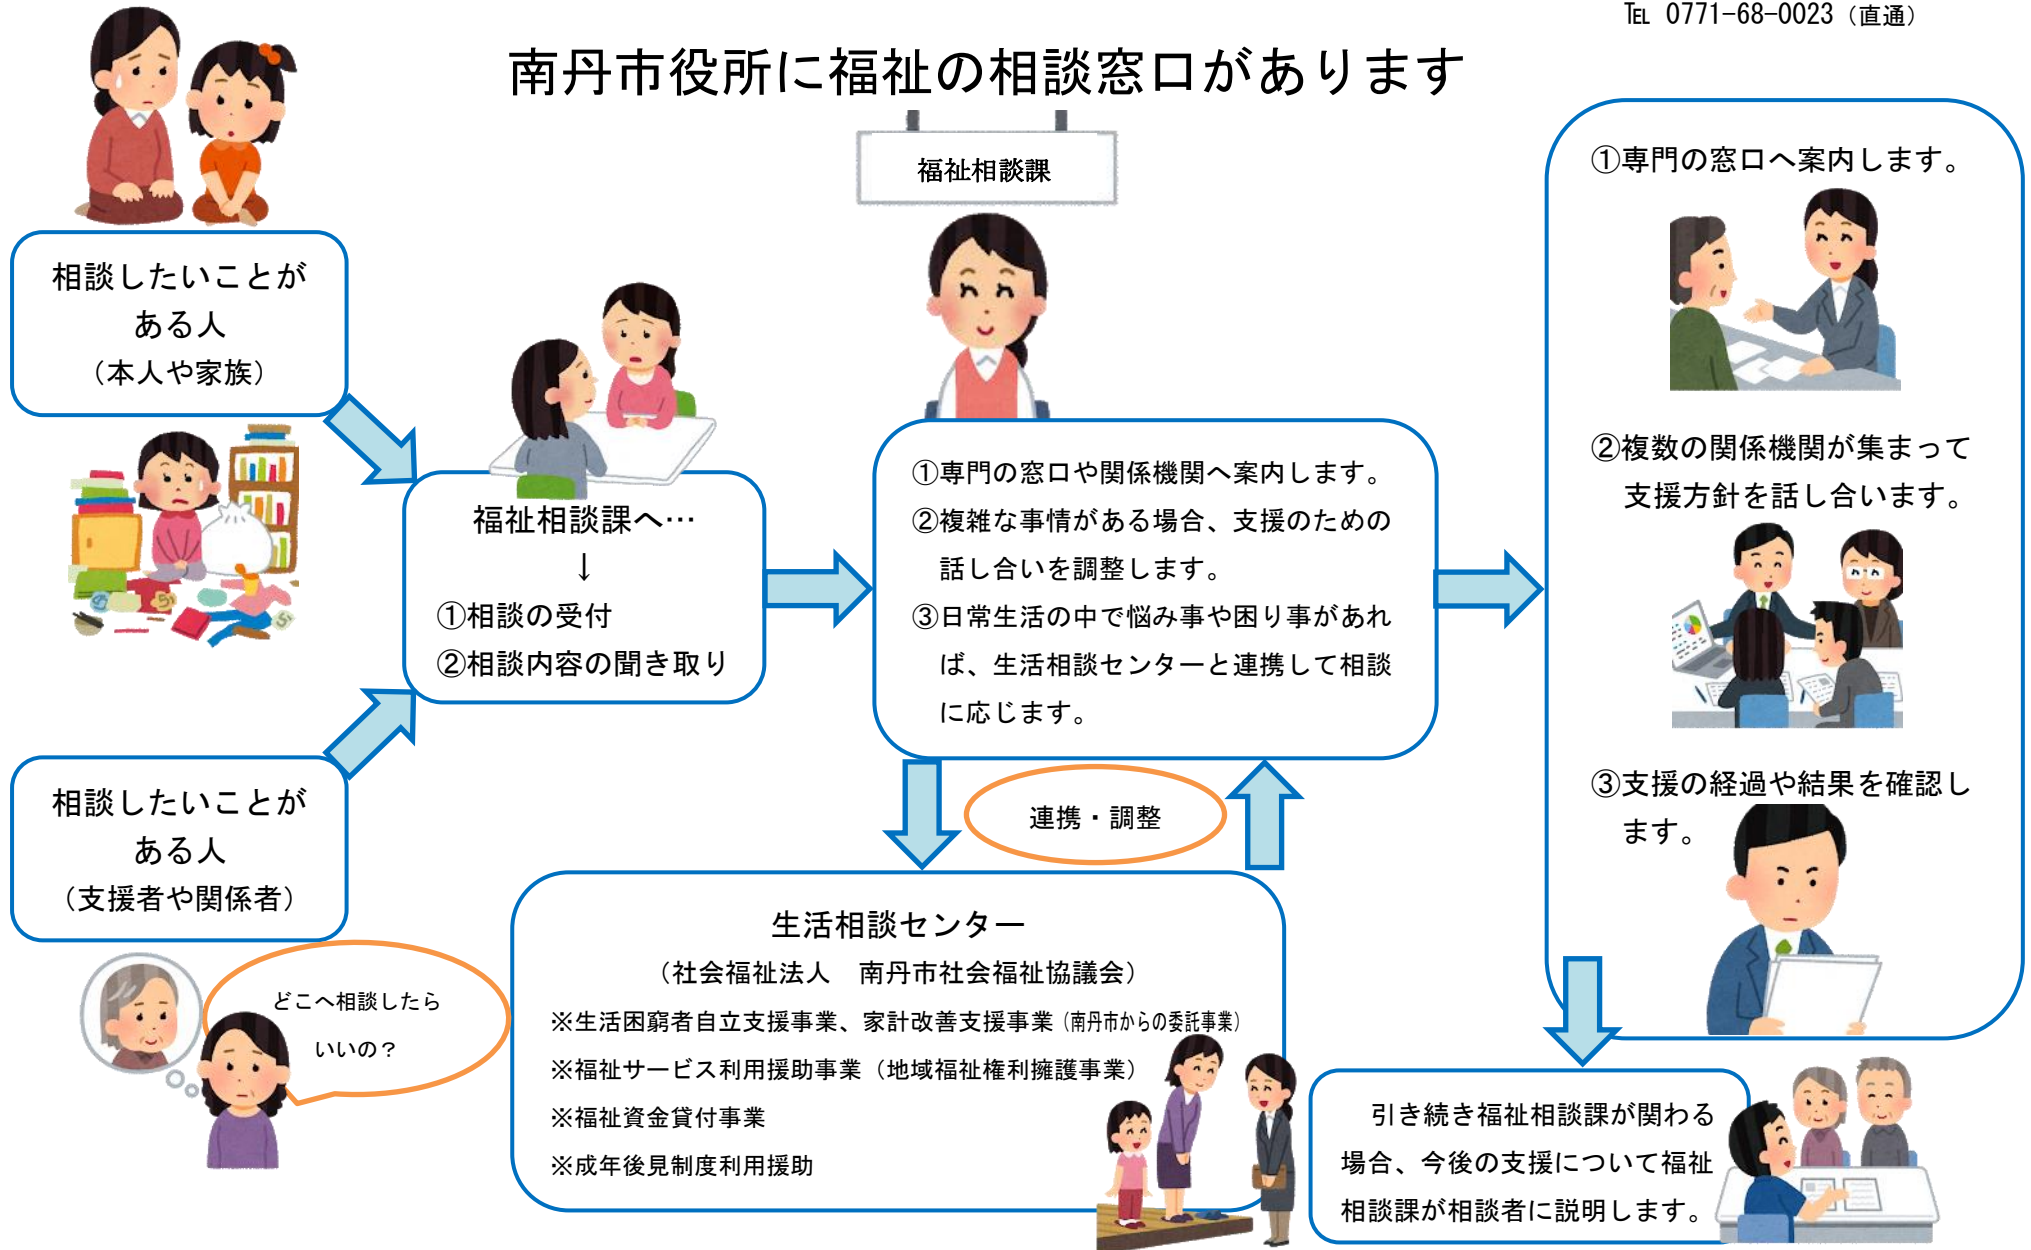 ℡ 0771-68-0023（直通）
南丹市役所に福祉の相談窓口があります
福祉相談課
相談したいことが
ある人
（本人や家族）
相談したいことが
ある人
（支援者や関係者）
どこへ相談したら
いいの？
福祉相談課へ…
↓
①相談の受付
②相談内容の聞き取り
①専門の窓口や関係機関へ案内します。
②複雑な事情がある場合、支援のための
話し合いを調整します。
③日常生活の中で悩み事や困り事があれ
ば、生活相談センターと連携して相談
に応じます。
連携・調整
生活相談センター
（社会福祉法人　南丹市社会福祉協議会）
※生活困窮者自立支援事業、家計改善支援事業（南丹市からの委託事業）
※福祉サービス利用援助事業（地域福祉権利擁護事業）
※福祉資金貸付事業
※成年後見制度利用援助
①専門の窓口へ案内します。
②複数の関係機関が集まって
支援方針を話し合います。
③支援の経過や結果を確認し
ます。
引き続き福祉相談課が関わる
場合、今後の支援について福祉
相談課が相談者に説明します。